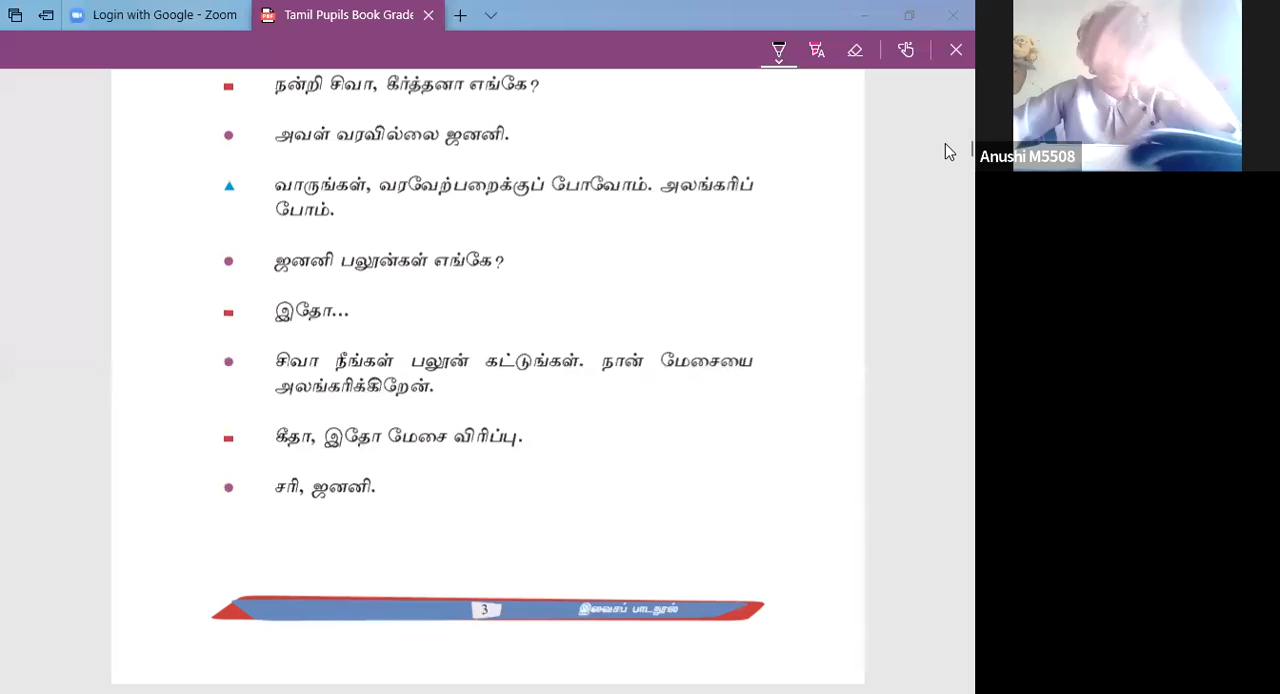 Login with Google - Zoom
Tamil Pupils Book Grade
நன்றி சிவா, கீர்த்தனா எங்கே?
அவள் வரவில்லை ஜனனி.
வாருங்கள், வரவேற்பறைக்குப் போவோம். அலங்கரிப்
போம்.
ஜனனி பலூன்கள் எங்கே?
இதோ...
சிவா நீங்கள் பலூன் கட்டுங்கள். நான் மேசையை
அலங்கரிக்கிறேன்.
கீதா, இதோ மேசை விரிப்பு.
சரி, ஜனனி.
3 இலவசப் பாடநூல்
Anushi M5508